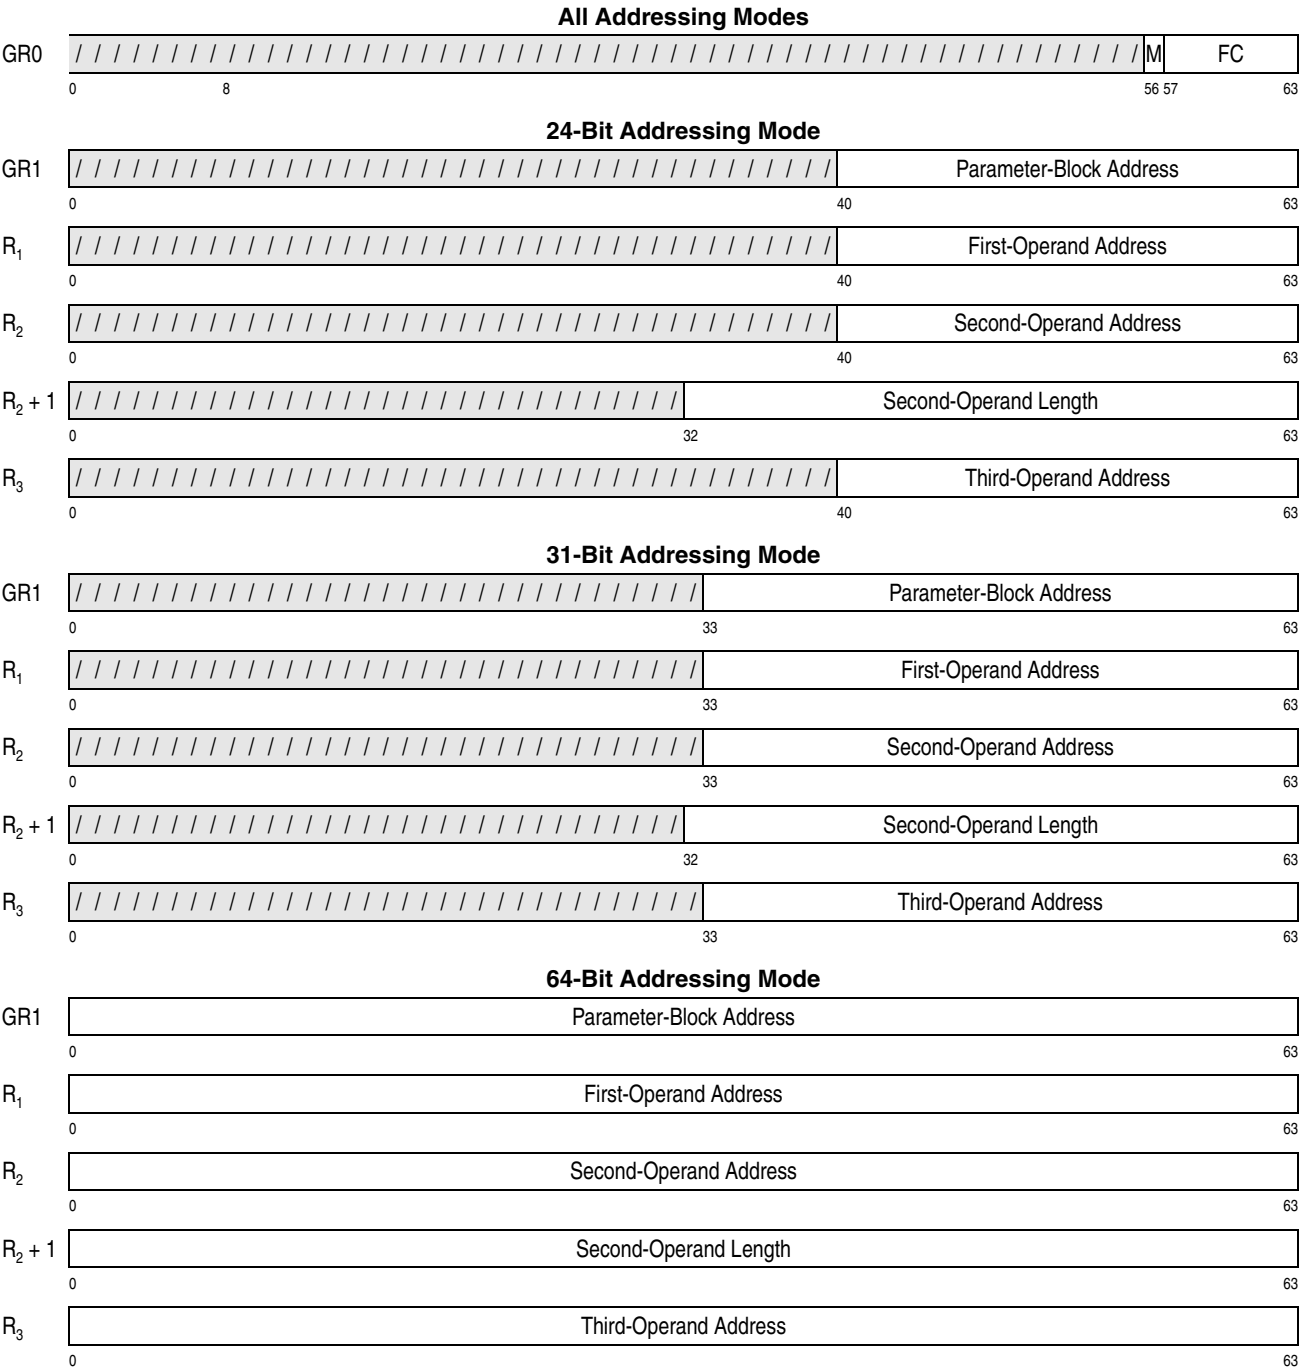 All Addressing Modes
GR0 / / / / / / / / / / / / / / / / / / / / / / / / / / / / / / / / / / / / / / / / / / / / / / / / / / / / / / / / M FC
0 8 56 57 63
24-Bit Addressing Mode
GR1 / / / / / / / / / / / / / / / / / / / / / / / / / / / / / / / / / / / / / / / / Parameter-Block Address
0 40 63
R1 / / / / / / / / / / / / / / / / / / / / / / / / / / / / / / / / / / / / / / / / First-Operand Address
0 40 63
R2 / / / / / / / / / / / / / / / / / / / / / / / / / / / / / / / / / / / / / / / / Second-Operand Address
0 40 63
R2 + 1 / / / / / / / / / / / / / / / / / / / / / / / / / / / / / / / / Second-Operand Length
0 32 63
R3 / / / / / / / / / / / / / / / / / / / / / / / / / / / / / / / / / / / / / / / / Third-Operand Address
0 40 63
31-Bit Addressing Mode
GR1 / / / / / / / / / / / / / / / / / / / / / / / / / / / / / / / / / Parameter-Block Address
0 33 63
R1 / / / / / / / / / / / / / / / / / / / / / / / / / / / / / / / / / First-Operand Address
0 33 63
R2 / / / / / / / / / / / / / / / / / / / / / / / / / / / / / / / / / Second-Operand Address
0 33 63
R2 + 1 / / / / / / / / / / / / / / / / / / / / / / / / / / / / / / / / Second-Operand Length
0 32 63
R3 / / / / / / / / / / / / / / / / / / / / / / / / / / / / / / / / / Third-Operand Address
0 33 63
64-Bit Addressing Mode
GR1 Parameter-Block Address
0 63
R1 First-Operand Address
0 63
R2 Second-Operand Address
0 63
R2 + 1 Second-Operand Length
0 63
R3 Third-Operand Address
0 63